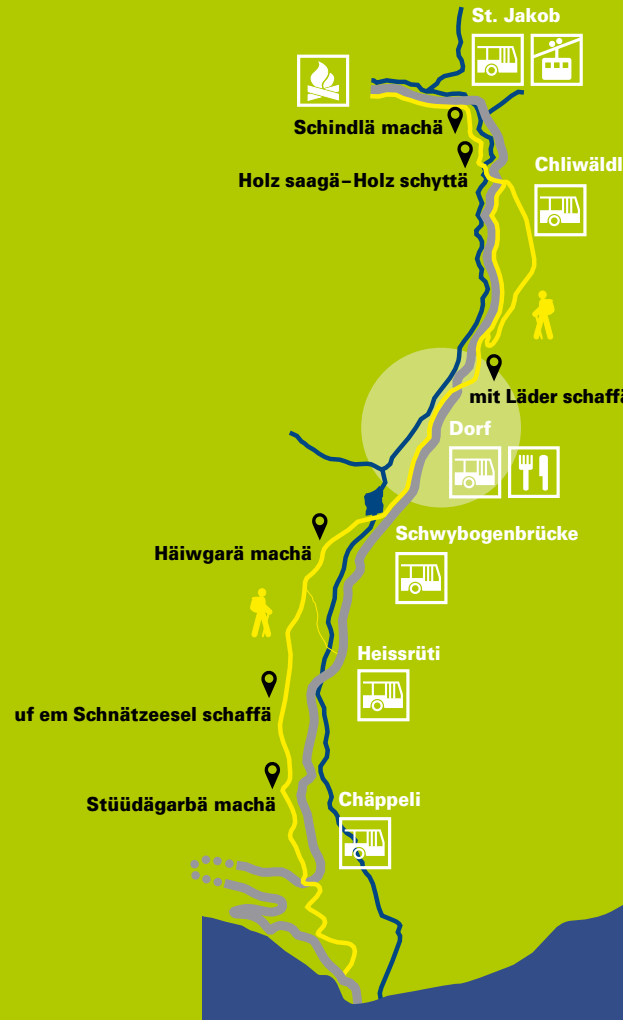 St. Jakob
Schindlä machä
Chliwäldl
Holz saagä–Holz schyttä
mit Läder schaffä
Dorf
Schwybogenbrücke
Häiwgarä machä
Heissrüti
uf em Schnätzeesel schaffä
Chäppeli
Stüüdägarbä machä